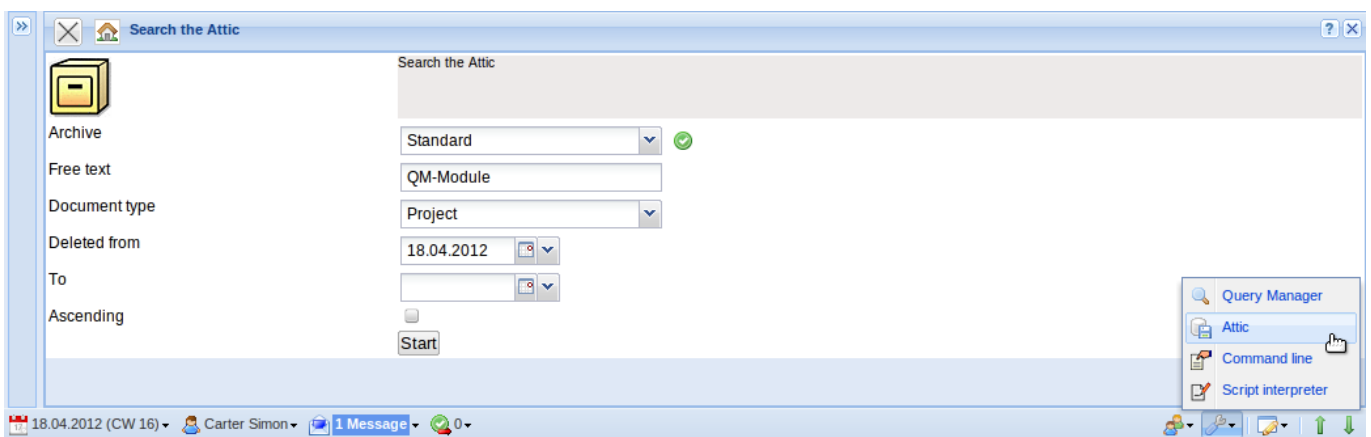 Search the Attic
Search the Attic
Archive
Standard
Free text
QM-Module
Document type
Project
Deleted from
18.04.2012
To
Ascending
Start
Query Manager
Attic
Command line
Script interpreter
18.04.2012 (CW 16) Carter Simon 1 Message 0